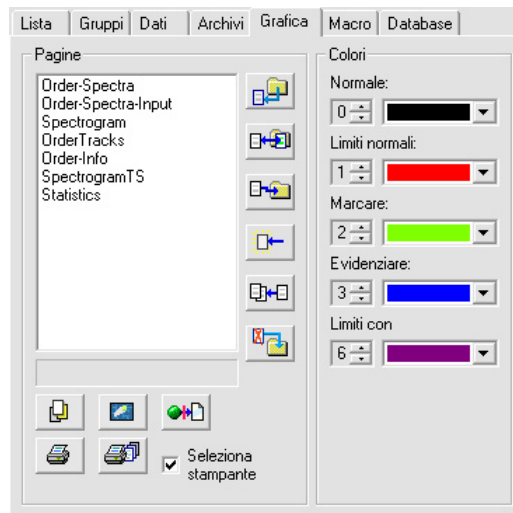 Lista Gruppi Dati Archivi Grafica Macro Database
Pagine
Order-Spectra
Order-Spectra-Input
Spectrogram
OrderTracks
Order-Info
SpectrogramTS
Statistics
Seleziona
stampante
Colori
Normale:
0
Limiti normali:
1
Marcare:
2
Evidenziare:
3
Limiti con
6